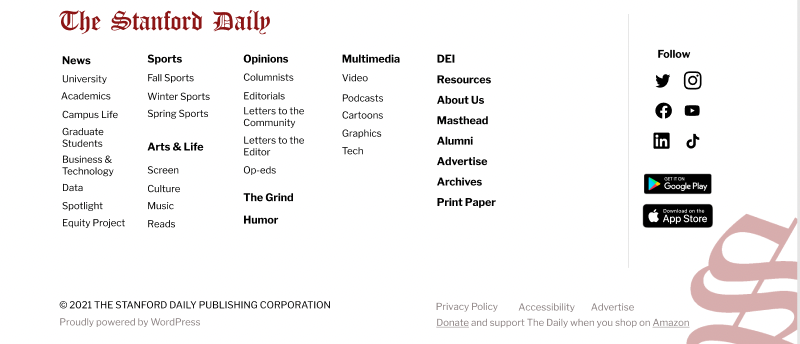 The Stanford Daily
News
University
Academics
Campus Life
Graduate
Students
Business &
Technology
Data
Spotlight
Equity Project
Sports
Fall Sports
Winter Sports
Spring Sports
Arts & Life
Screen
Culture
Music
Reads
Opinions
Columnists
Editorials
Letters to the
Community
Letters to the
Editor
Op-eds
The Grind
Humor
Multimedia
Video
Podcasts
Cartoons
Graphics
Tech
DEI
Resources
About Us
Masthead
Alumni
Advertise
Archives
Print Paper
Follow
GET IT ON
Google Play
Download on the
App Store
© 2021 THE STANFORD DAILY PUBLISHING CORPORATION
Proudly powered by WordPress
Privacy Policy Accessibility Advertise
Donate and support The Daily when you shop on Amazon